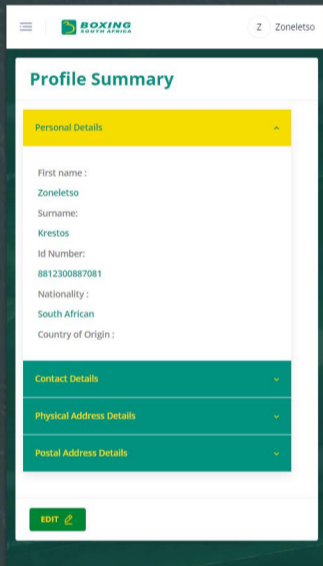 BOXING
SOUTH AFRICA
Z Zoneletso
Profile Summary
Personal Details
First name :
Zoneletso
Surname:
Krestos
Id Number:
8812300887081
Nationality :
South African
Country of Origin :
Contact Details
Physical Address Details
Postal Address Details
EDIT